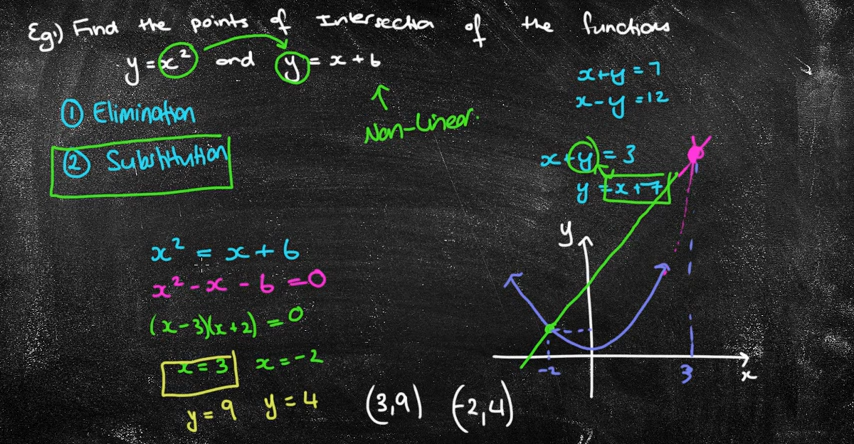 Eg1.) Find the points of Intersection of the functions
y = x² and y = x + 6
① Elimination
② Substitution
Non-Linear.
x + y = 7
x - y = 12
x + y = 3
y = x + 7
x² = x + 6
x² - x - 6 = 0
(x-3)(x+2) = 0
x = 3 x = -2
y = 9 y = 4
(3,9) (-2,4)
y
-2 3 x